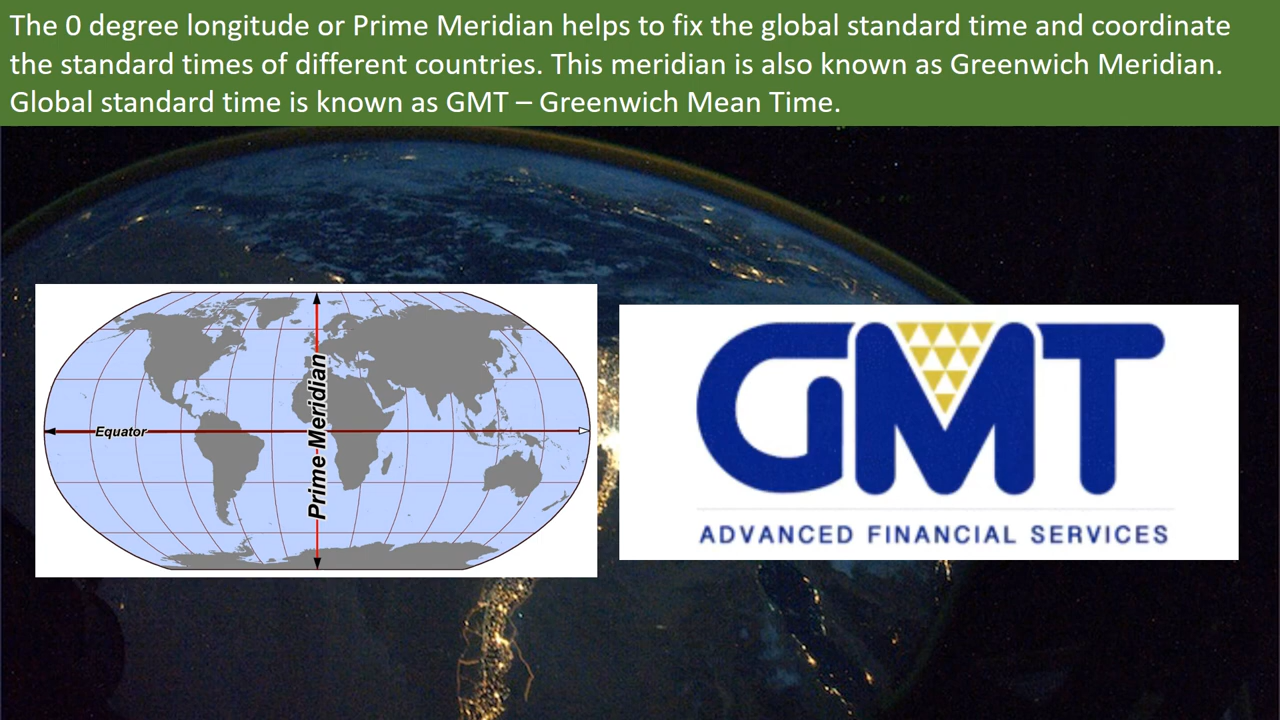 The 0 degree longitude or Prime Meridian helps to fix the global standard time and coordinate
the standard times of different countries. This meridian is also known as Greenwich Meridian.
Global standard time is known as GMT – Greenwich Mean Time.
Equator
Prime Meridian
GMT
ADVANCED FINANCIAL SERVICES